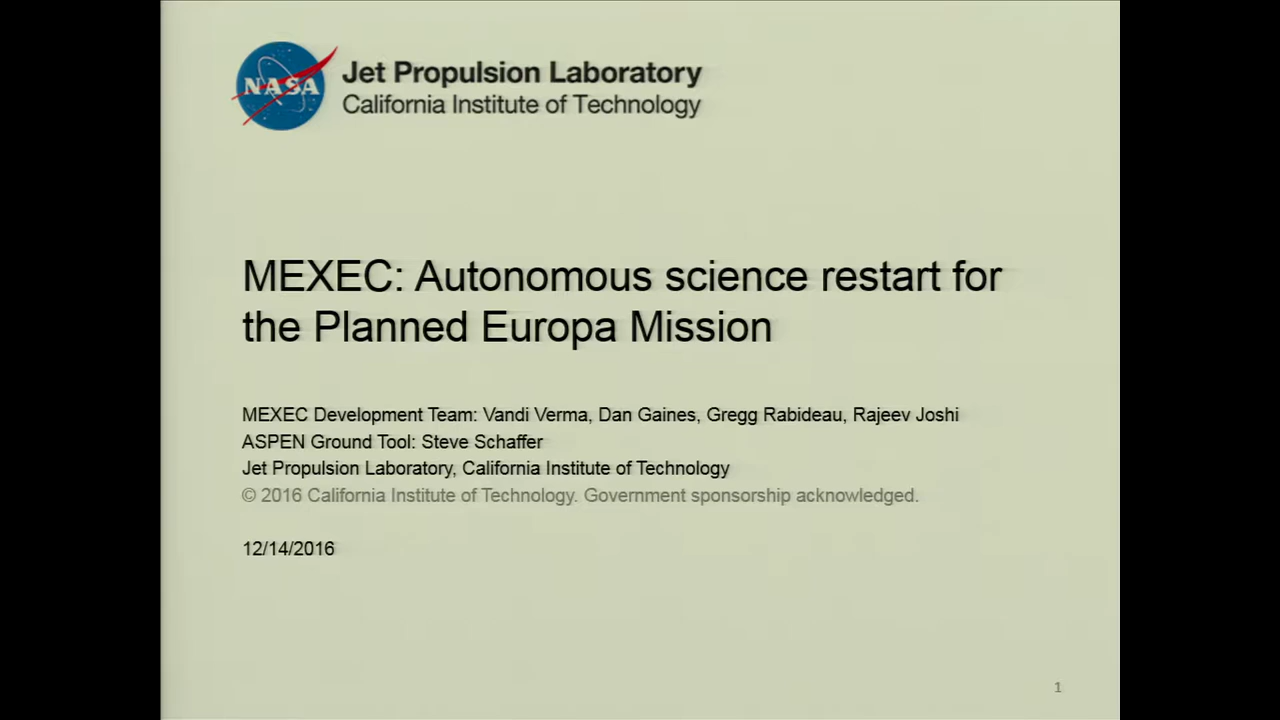 NASA
Jet Propulsion Laboratory
California Institute of Technology
MEXEC: Autonomous science restart for
the Planned Europa Mission
MEXEC Development Team: Vandi Verma, Dan Gaines, Gregg Rabideau, Rajeev Joshi
ASPEN Ground Tool: Steve Schaffer
Jet Propulsion Laboratory, California Institute of Technology
© 2016 California Institute of Technology. Government sponsorship acknowledged.
12/14/2016
1